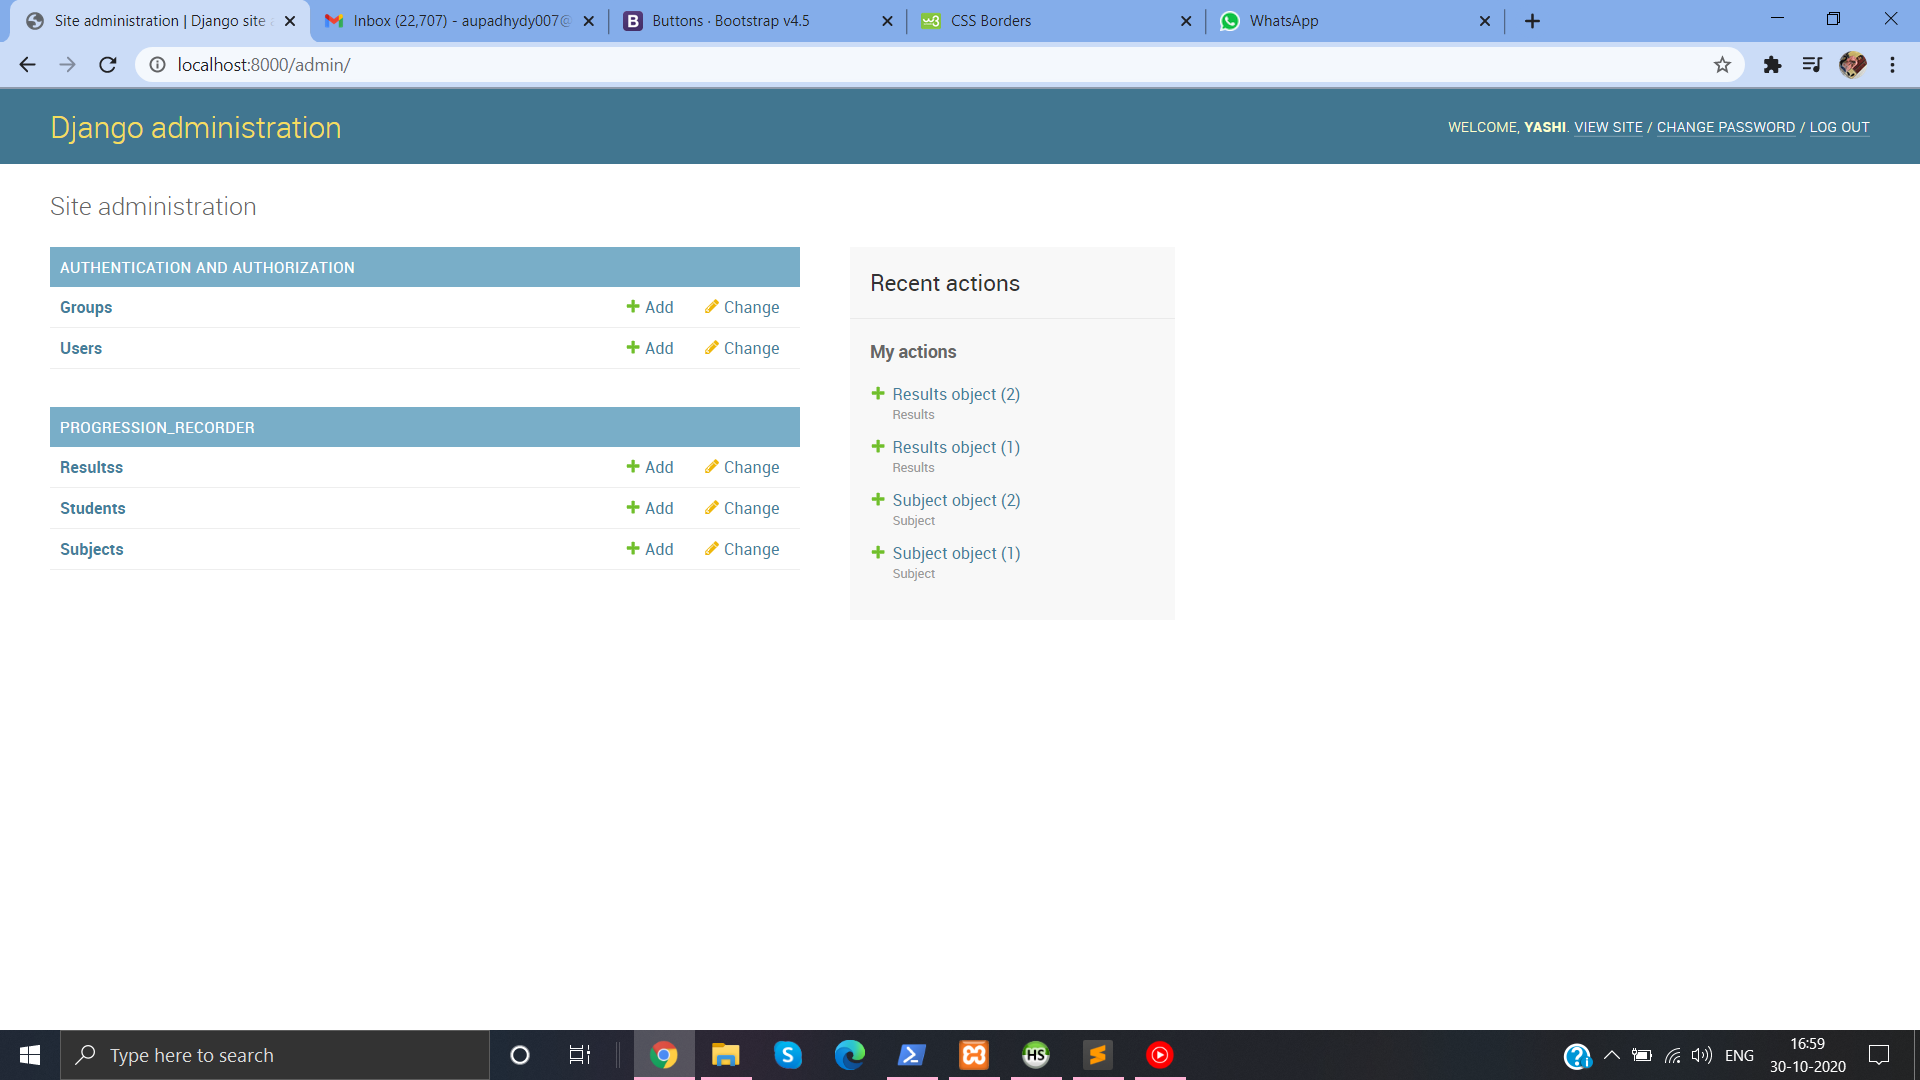 Site administration | Django site
Inbox (22,707) - aupadhydy007@
Buttons · Bootstrap v4.5
CSS Borders
WhatsApp
localhost:8000/admin/
Django administration
WELCOME, YASHI. VIEW SITE / CHANGE PASSWORD / LOG OUT
Site administration
AUTHENTICATION AND AUTHORIZATION
Groups Add Change
Users Add Change
PROGRESSION_RECORDER
Resultss Add Change
Students Add Change
Subjects Add Change
Recent actions
My actions
Results object (2)
Results
Results object (1)
Results
Subject object (2)
Subject
Subject object (1)
Subject
Type here to search
HS
ENG
16:59
30-10-2020